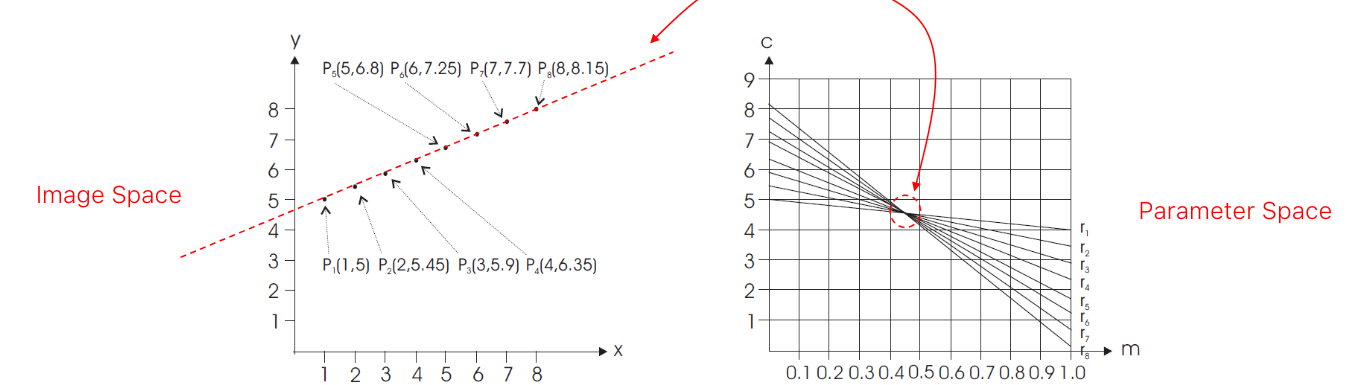 Image Space
y
P₅(5,6.8) P₆(6,7.25) P₇(7,7.7) P₈(8,8.15)
8
7
6
5
4
3
2
1
P₁(1,5) P₂(2,5.45) P₃(3,5.9) P₄(4,6.35)
x
1 2 3 4 5 6 7 8
c
9
8
7
6
5
4
3
2
1
r₁
r₂
r₃
r₄
r₅
r₆
r₇
r₈
m
0.1 0.2 0.3 0.4 0.5 0.6 0.7 0.8 0.9 1.0
Parameter Space